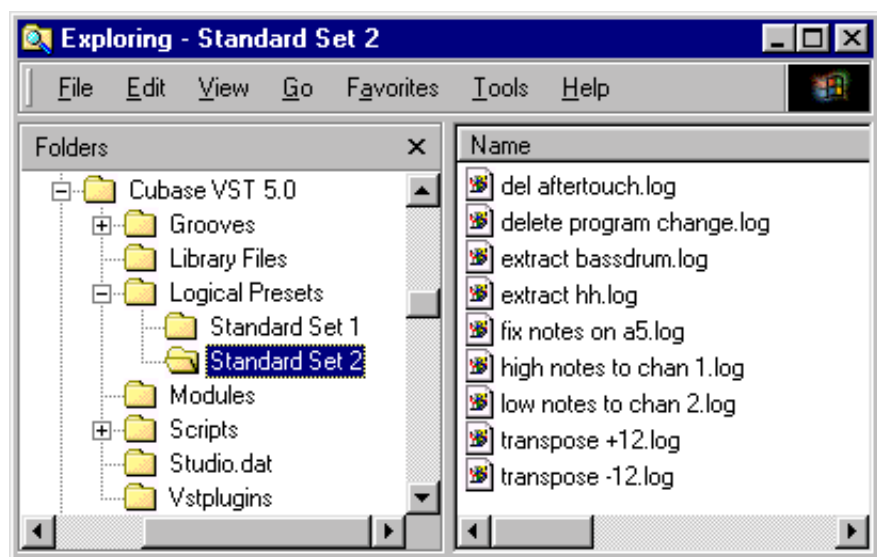 Exploring - Standard Set 2
File Edit View Go Favorites Tools Help
Folders
Cubase VST 5.0
Grooves
Library Files
Logical Presets
Standard Set 1
Standard Set 2
Modules
Scripts
Studio.dat
Vstplugins
Name
del aftertouch.log
delete program change.log
extract bassdrum.log
extract hh.log
fix notes on a5.log
high notes to chan 1.log
low notes to chan 2.log
transpose +12.log
transpose -12.log